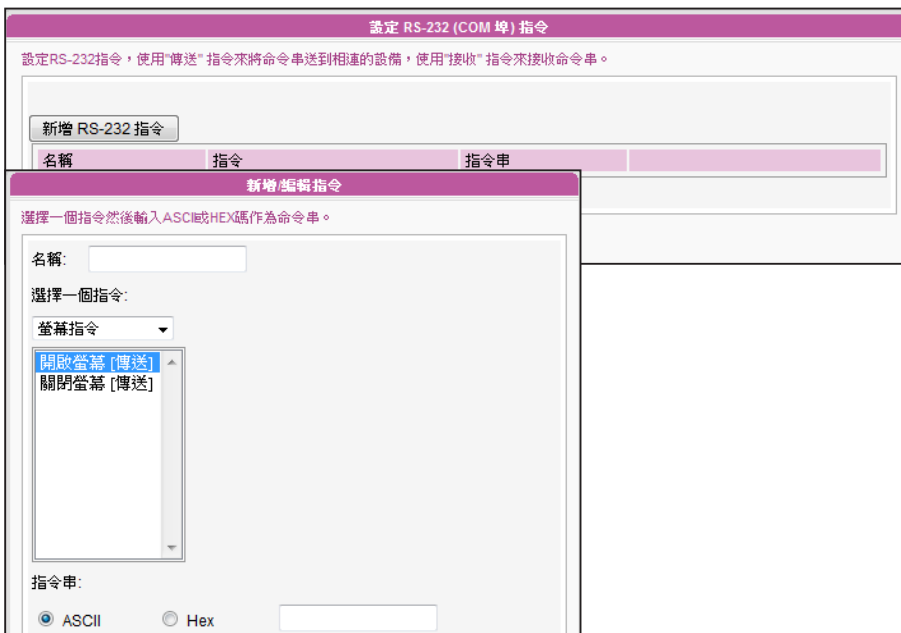 設定 RS-232 (COM 埠) 指令
設定RS-232指令，使用"傳送" 指令來將命令串送到相連的設備，使用"接收" 指令來接收命令串。
新增 RS-232 指令
名稱 指令 指令串
新增/編輯指令
選擇一個指令然後輸入ASCII或HEX碼作為命令串。
名稱:
選擇一個指令:
螢幕指令
開啟螢幕 [傳送]
關閉螢幕 [傳送]
指令串:
ASCII Hex